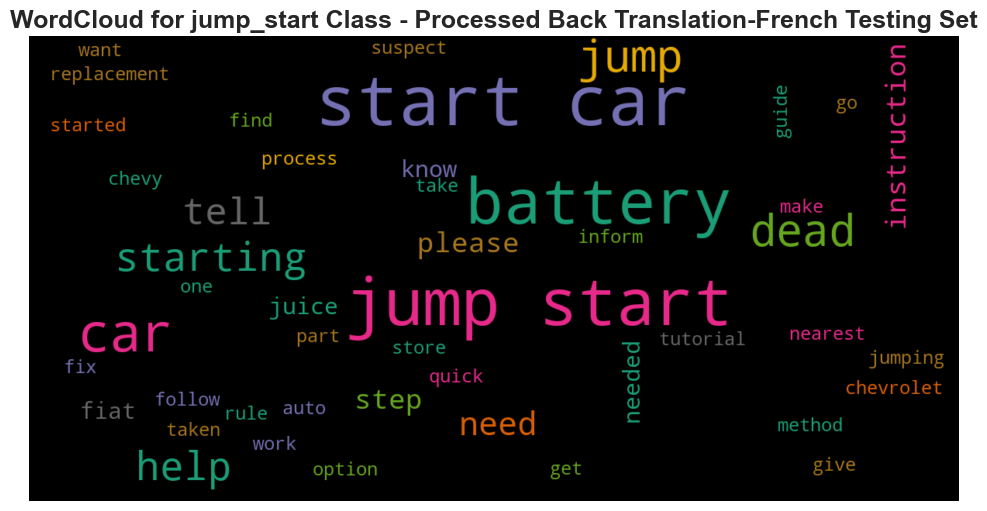 WordCloud for jump_start Class - Processed Back Translation-French Testing Set
want
suspect
jump
replacement
start car
guide
go
instruction
started
find
process
know
chevy
take
battery
make
tell
dead
please
inform
starting
one
juice
jump start
car
part
store
needed
tutorial
nearest
jumping
fix
quick
chevrolet
fiat
follow
rule
auto
step
need
taken
work
method
help
option
get
give